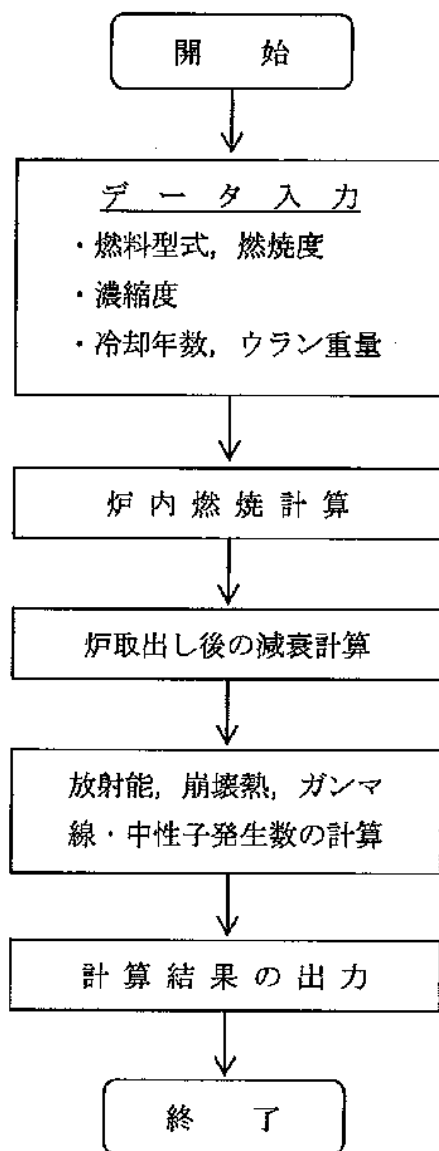 開始
データ入力
・燃料型式，燃焼度
・濃縮度
・冷却年数，ウラン重量
炉内燃焼計算
炉取出し後の減衰計算
放射能，崩壊熱，ガンマ
線・中性子発生数の計算
計算結果の出力
終了